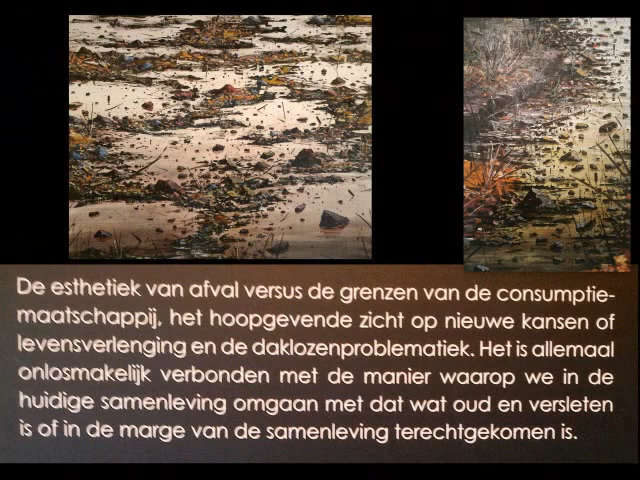 De esthetiek van afval versus de grenzen van de consumptie-
maatschappij, het hoopgevende zicht op nieuwe kansen of
levensverlenging en de daklozenproblematiek. Het is allemaal
onlosmakelijk verbonden met de manier waarop we in de
huidige samenleving omgaan met dat wat oud en versleten
is of in de marge van de samenleving terechtgekomen is.